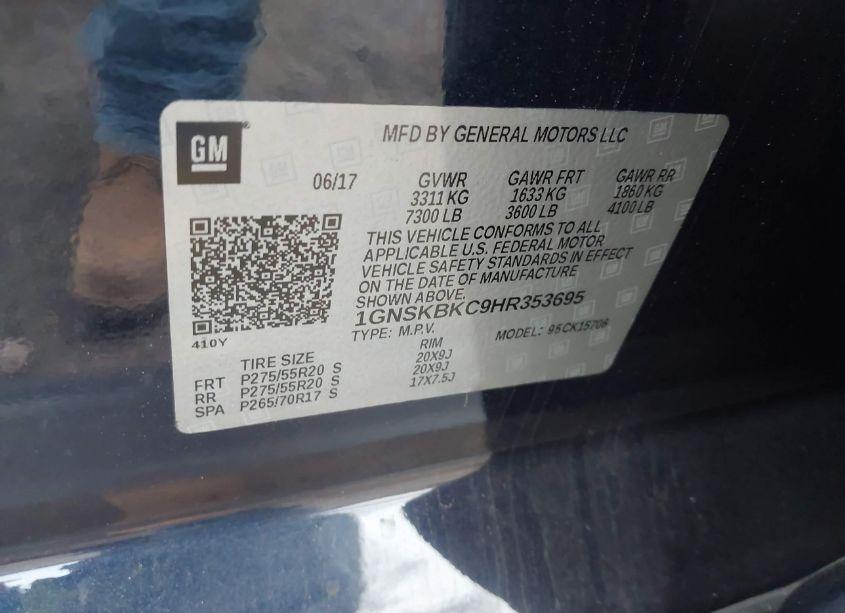 GM
MFD BY GENERAL MOTORS LLC
06/17
GVWR GAWR FRT GAWR RR
3311 KG 1633 KG 1860 KG
7300 LB 3600 LB 4100 LB
THIS VEHICLE CONFORMS TO ALL
APPLICABLE U.S. FEDERAL MOTOR
VEHICLE SAFETY STANDARDS IN EFFECT
ON THE DATE OF MANUFACTURE
SHOWN ABOVE.
1GNSKBKC9HR353695
TYPE: M.P.V. MODEL: 95CK15706
410Y
TIRE SIZE RIM
FRT P275/55R20 S 20X9J
RR P275/55R20 S 20X9J
SPA P265/70R17 S 17X7.5J